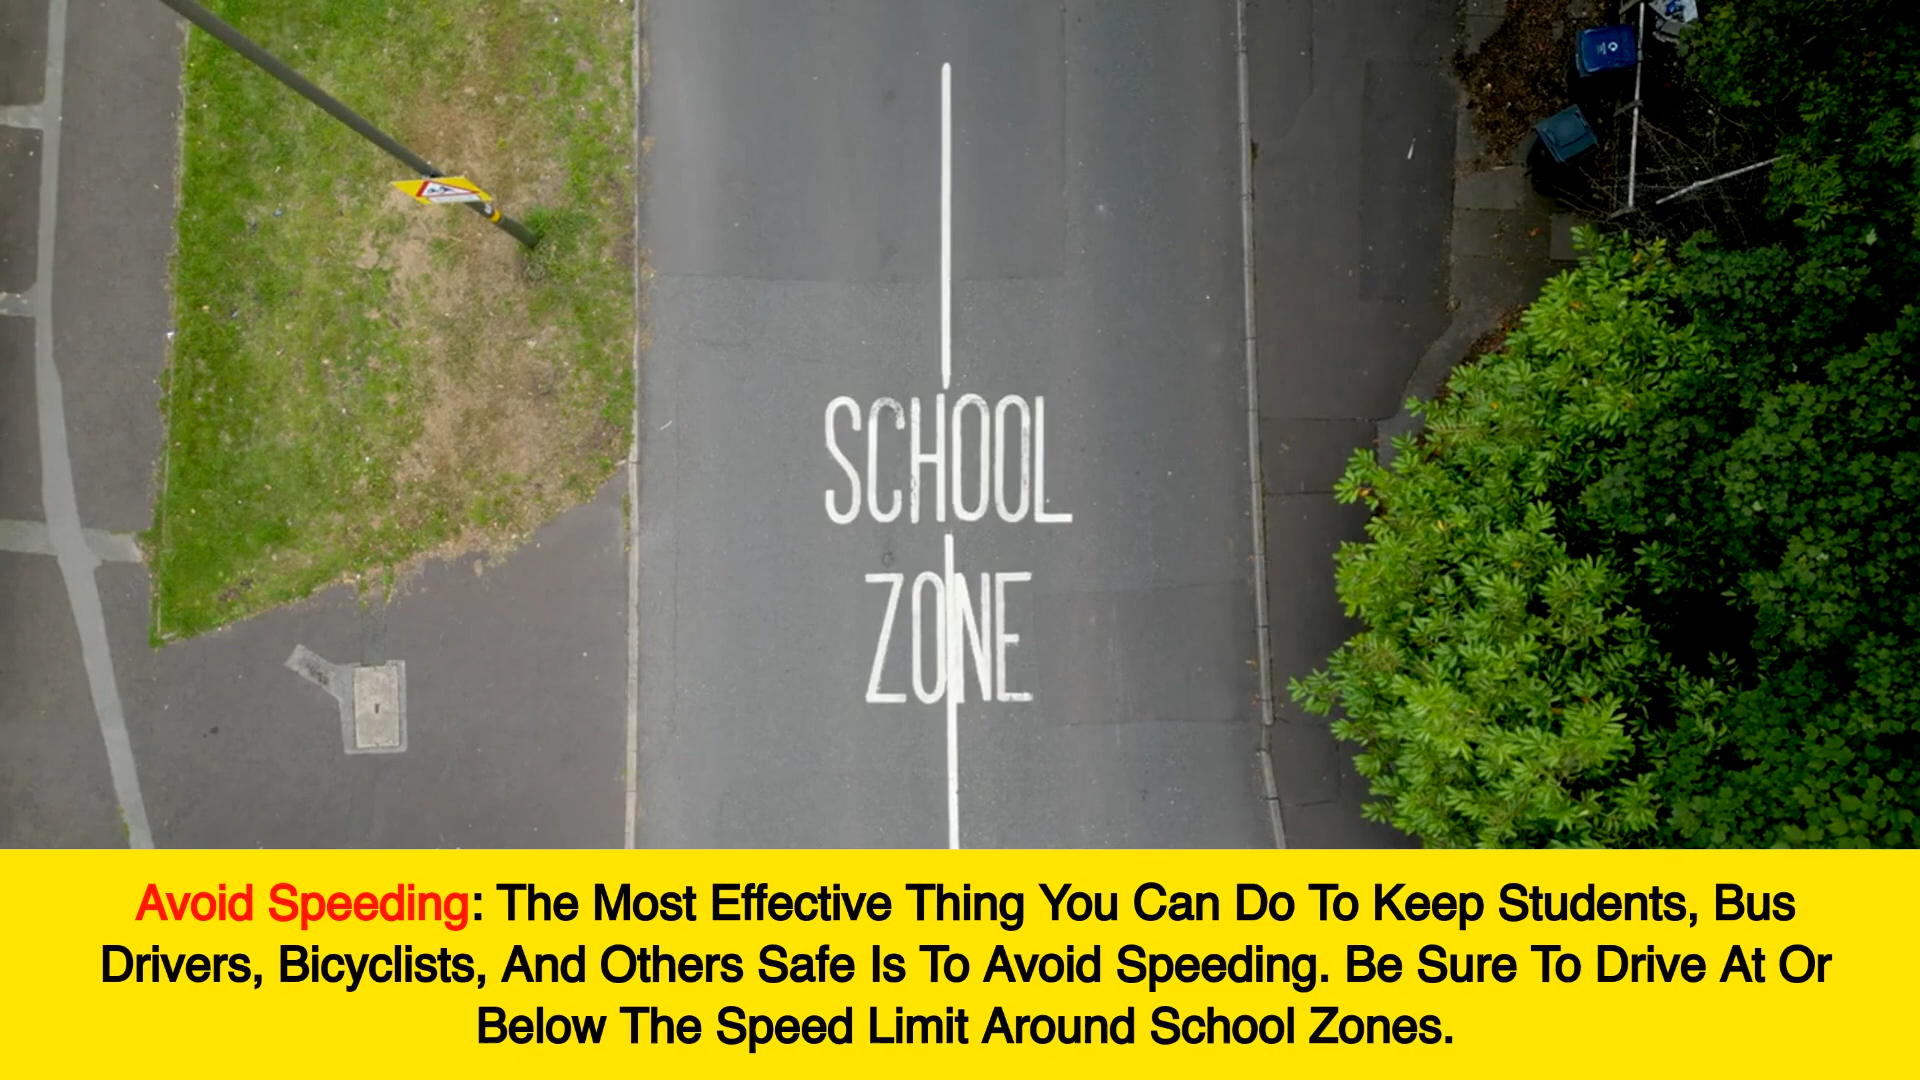 SCHOOL
ZONE
Avoid Speeding: The Most Effective Thing You Can Do To Keep Students, Bus
Drivers, Bicyclists, And Others Safe Is To Avoid Speeding. Be Sure To Drive At Or
Below The Speed Limit Around School Zones.